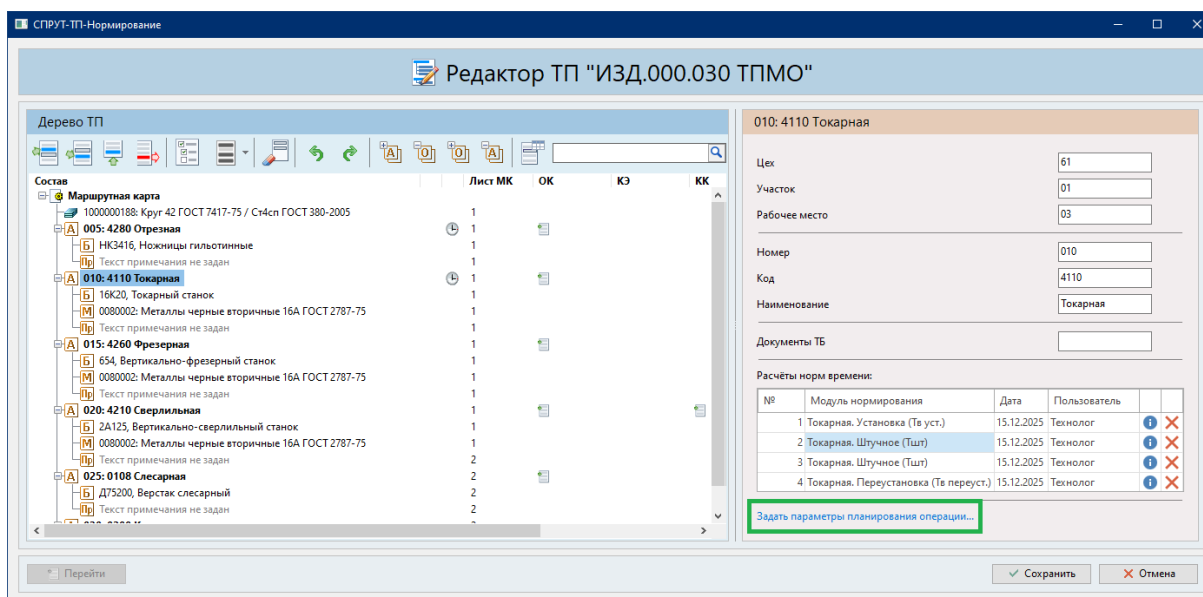 СПРУТ-ТП-Нормирование
Редактор ТП "ИЗД.000.030 ТПМО"
Дерево ТП
Состав Лист МК ОК КЭ КК
Маршрутная карта
1000000188: Круг 42 ГОСТ 7417-75 / Ст4сп ГОСТ 380-2005 1
А 005: 4280 Отрезная 1
Б НК3416, Ножницы гильотинные 1
Пр Текст примечания не задан 1
А 010: 4110 Токарная 1
Б 16К20, Токарный станок 1
М 0080002: Металлы черные вторичные 16А ГОСТ 2787-75 1
Пр Текст примечания не задан 1
А 015: 4260 Фрезерная 1
Б 654, Вертикально-фрезерный станок 1
М 0080002: Металлы черные вторичные 16А ГОСТ 2787-75 1
Пр Текст примечания не задан 1
А 020: 4210 Сверлильная 1
Б 2А125, Вертикально-сверлильный станок 1
М 0080002: Металлы черные вторичные 16А ГОСТ 2787-75 1
Пр Текст примечания не задан 2
А 025: 0108 Слесарная 2
Б Д75200, Верстак слесарный 2
Пр Текст примечания не задан 2
Перейти
010: 4110 Токарная
Цех 61
Участок 01
Рабочее место 03
Номер 010
Код 4110
Наименование Токарная
Документы ТБ
Расчёты норм времени:
№ Модуль нормирования Дата Пользователь
1 Токарная. Установка (Тв уст.) 15.12.2025 Технолог
2 Токарная. Штучное (Тшт) 15.12.2025 Технолог
3 Токарная. Штучное (Тшт) 15.12.2025 Технолог
4 Токарная. Переустановка (Тв переуст.) 15.12.2025 Технолог
Задать параметры планирования операции...
Сохранить Отмена